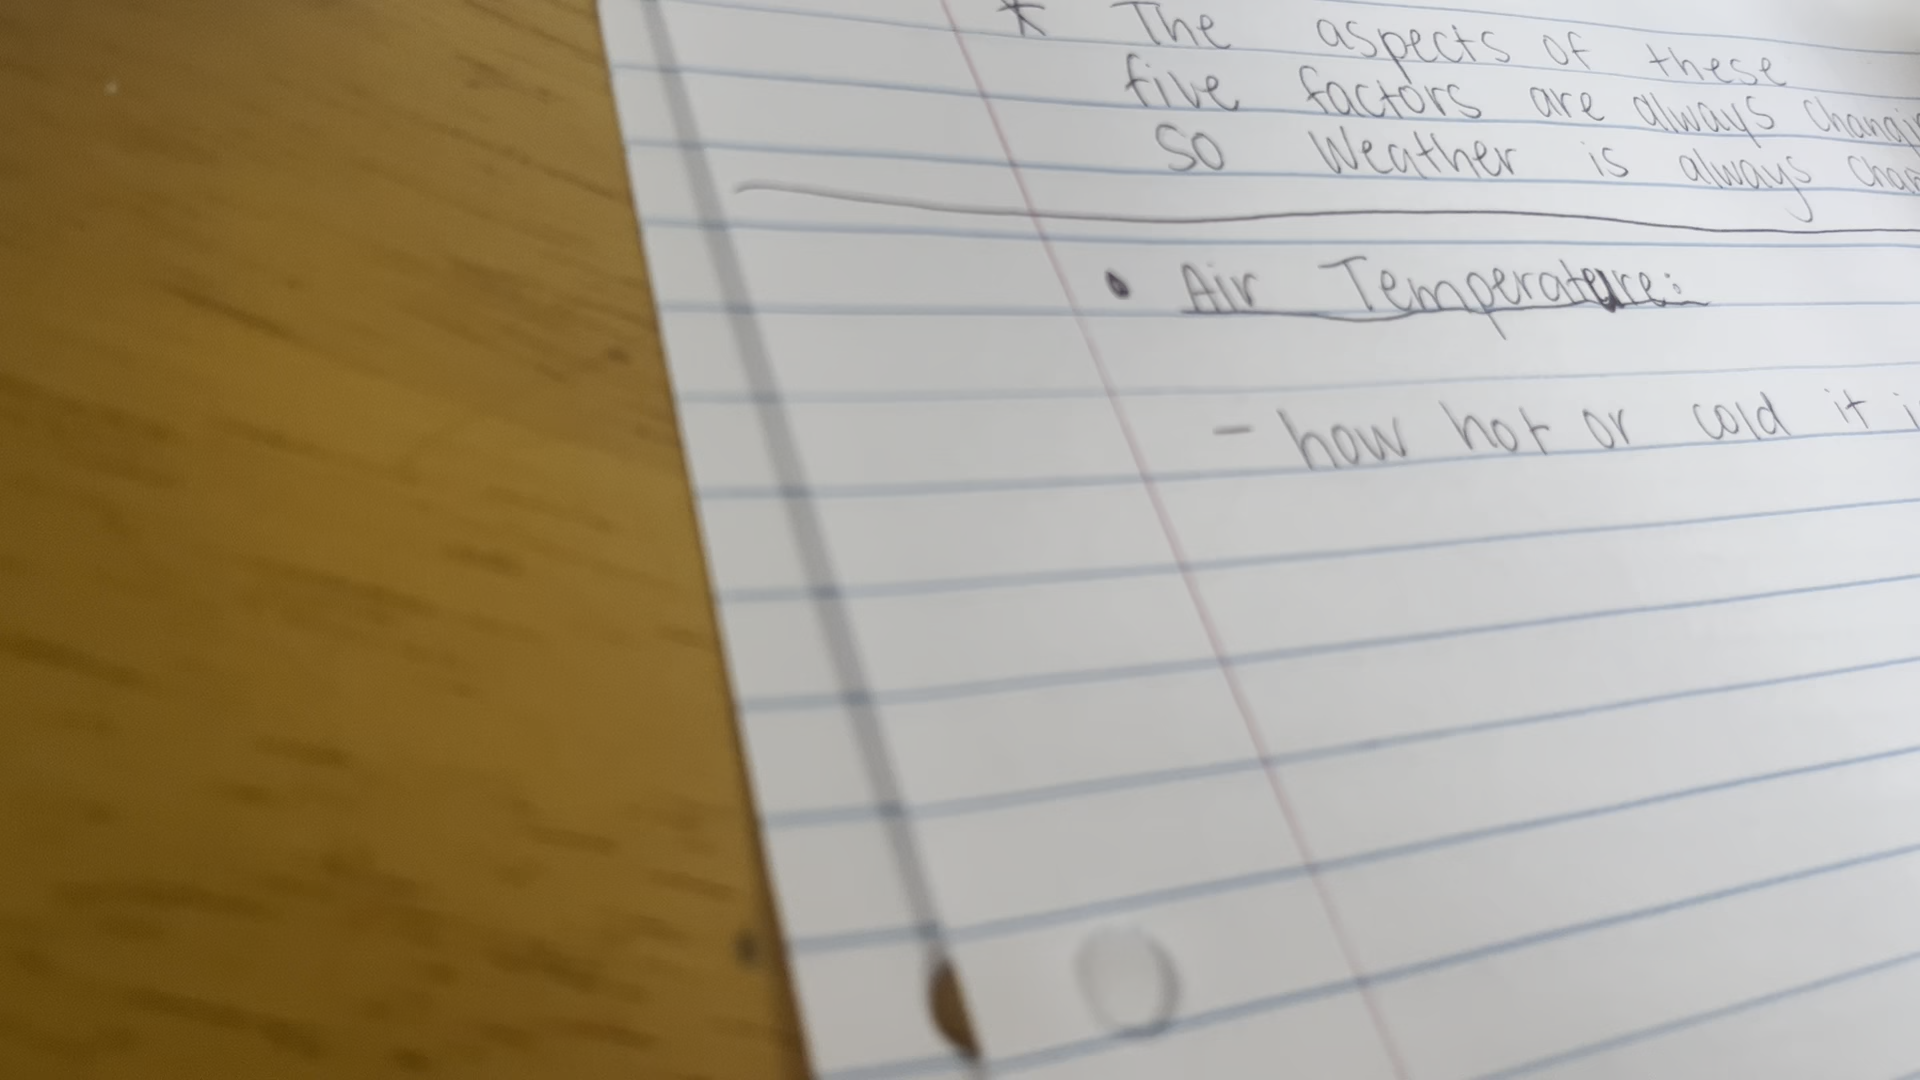 * The aspects of these
five factors are always
so weather is always
• Air Temperature:
- how hot or cold it